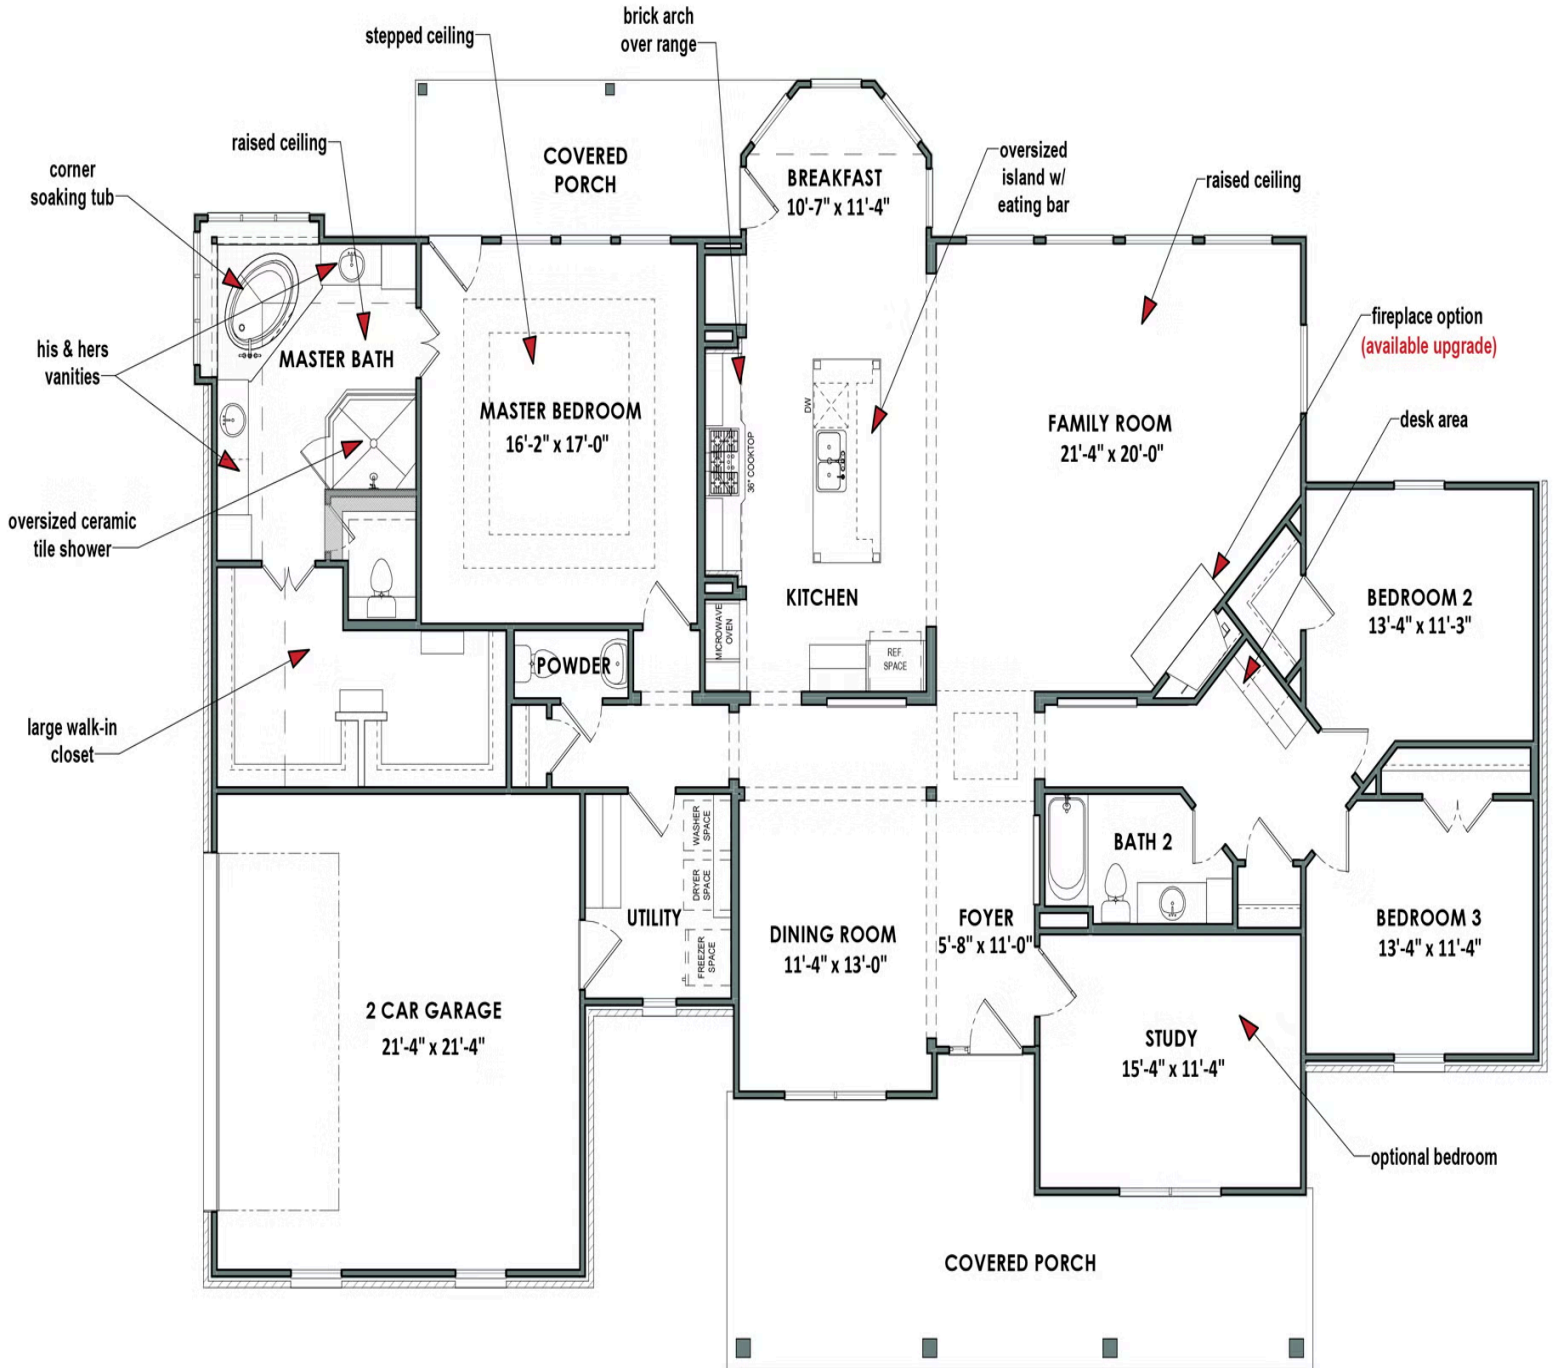 brick arch
over range
stepped ceiling
raised ceiling
COVERED
PORCH
corner
soaking tub
BREAKFAST
10'-7" x 11'-4"
oversized
island w/
eating bar
raised ceiling
fireplace option
(available upgrade)
his & hers
vanities
MASTER BATH
MASTER BEDROOM
16'-2" x 17'-0"
DW
36" COOKTOP
FAMILY ROOM
21'-4" x 20'-0"
desk area
oversized ceramic
tile shower
KITCHEN
MICROWAVE
OVEN
REF.
SPACE
BEDROOM 2
13'-4" x 11'-3"
POWDER
large walk-in
closet
WASHER
SPACE
DRYER
SPACE
FREEZER
SPACE
UTILITY
BATH 2
DINING ROOM
11'-4" x 13'-0"
FOYER
5'-8" x 11'-0"
BEDROOM 3
13'-4" x 11'-4"
2 CAR GARAGE
21'-4" x 21'-4"
STUDY
15'-4" x 11'-4"
optional bedroom
COVERED PORCH